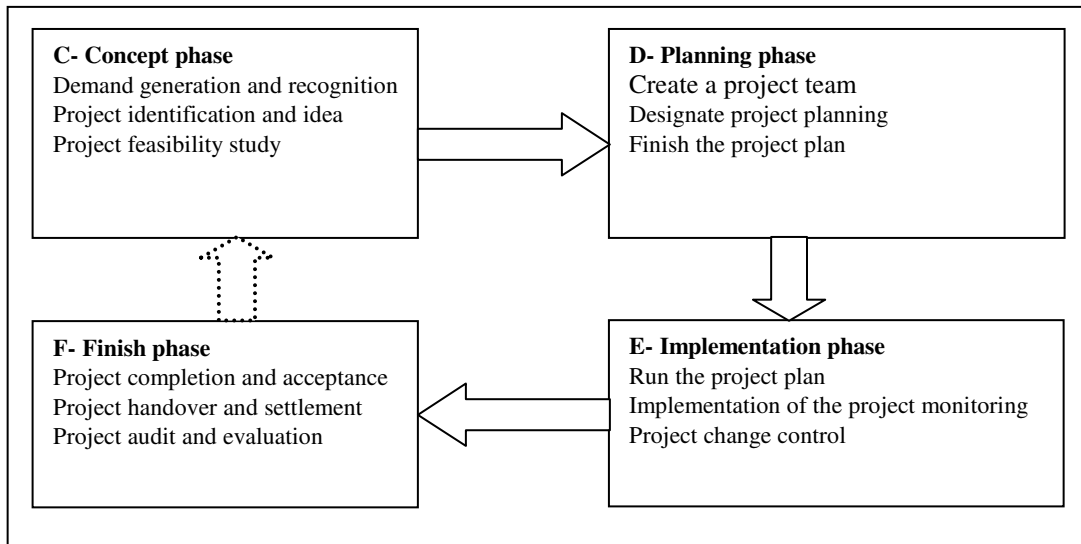 C- Concept phase
Demand generation and recognition
Project identification and idea
Project feasibility study
D- Planning phase
Create a project team
Designate project planning
Finish the project plan
E- Implementation phase
Run the project plan
Implementation of the project monitoring
Project change control
F- Finish phase
Project completion and acceptance
Project handover and settlement
Project audit and evaluation